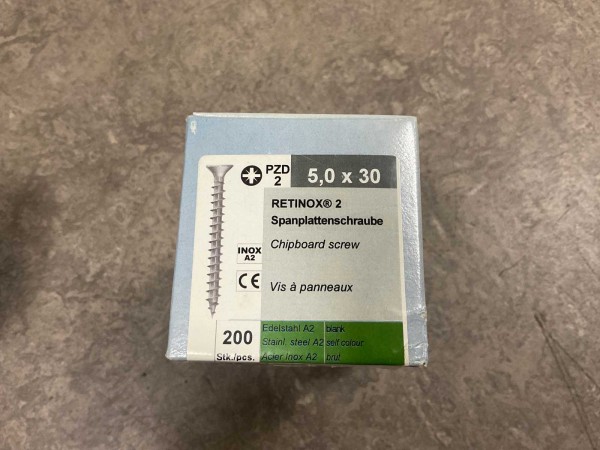 PZD 2
5,0 x 30
RETINOX® 2
Spanplattenschraube
Chipboard screw
INOX
A2
CE
Vis à panneaux
200
Stk./pcs.
Edelstahl A2 blank
Stainl. steel A2 self colour
Acier Inox A2 brut